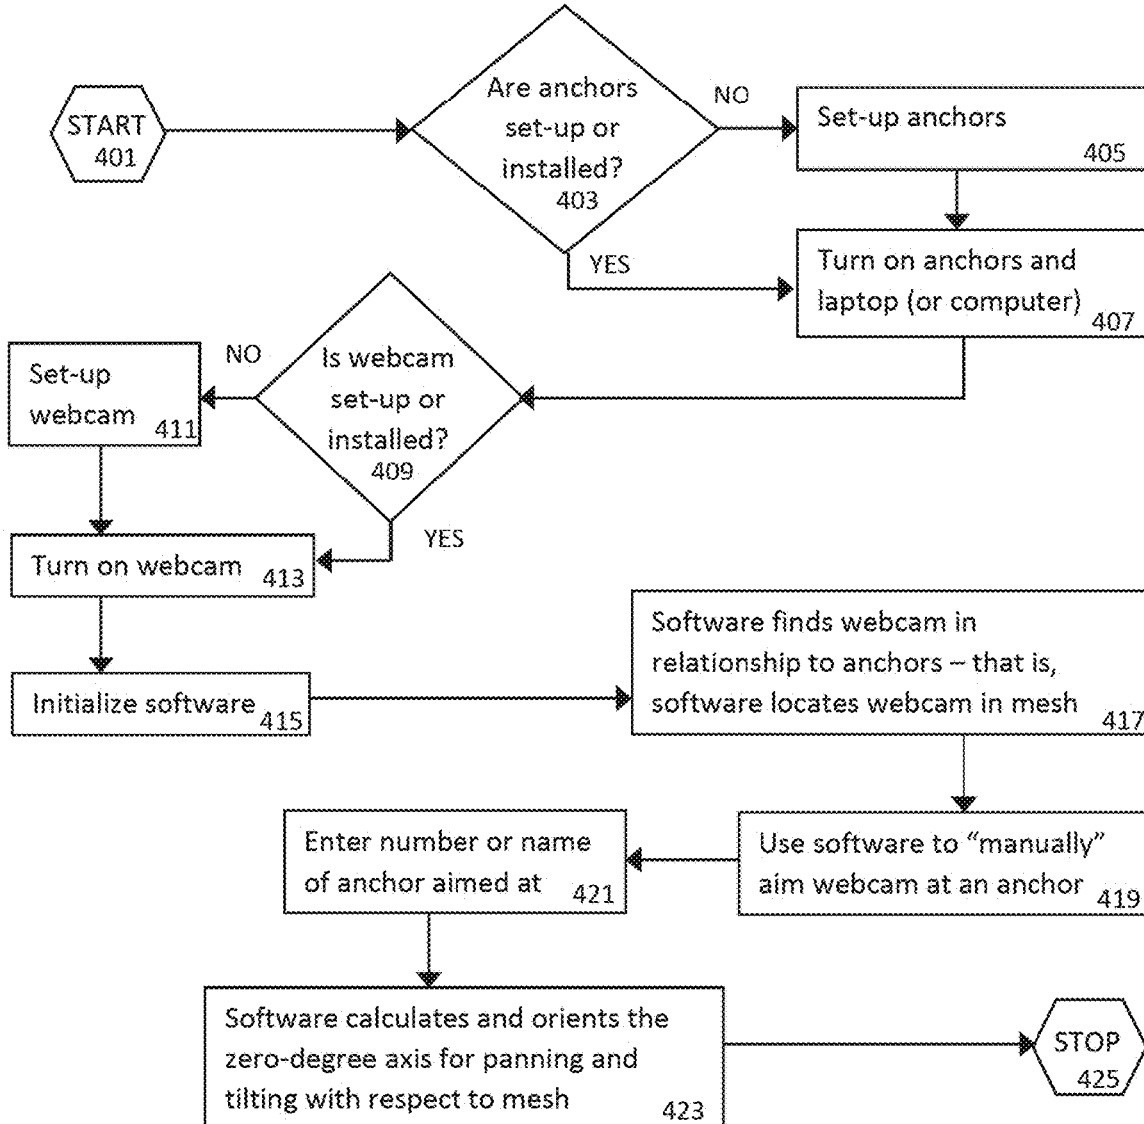 START
401
Are anchors
set-up or
installed?
403
NO
Set-up anchors
405
YES
Turn on anchors and
laptop (or computer)
407
Is webcam
set-up or
installed?
409
NO
Set-up
webcam
411
YES
Turn on webcam
413
Initialize software
415
Software finds webcam in
relationship to anchors – that is,
software locates webcam in mesh
417
Use software to “manually”
aim webcam at an anchor
419
Enter number or name
of anchor aimed at
421
Software calculates and orients the
zero-degree axis for panning and
tilting with respect to mesh
423
STOP
425